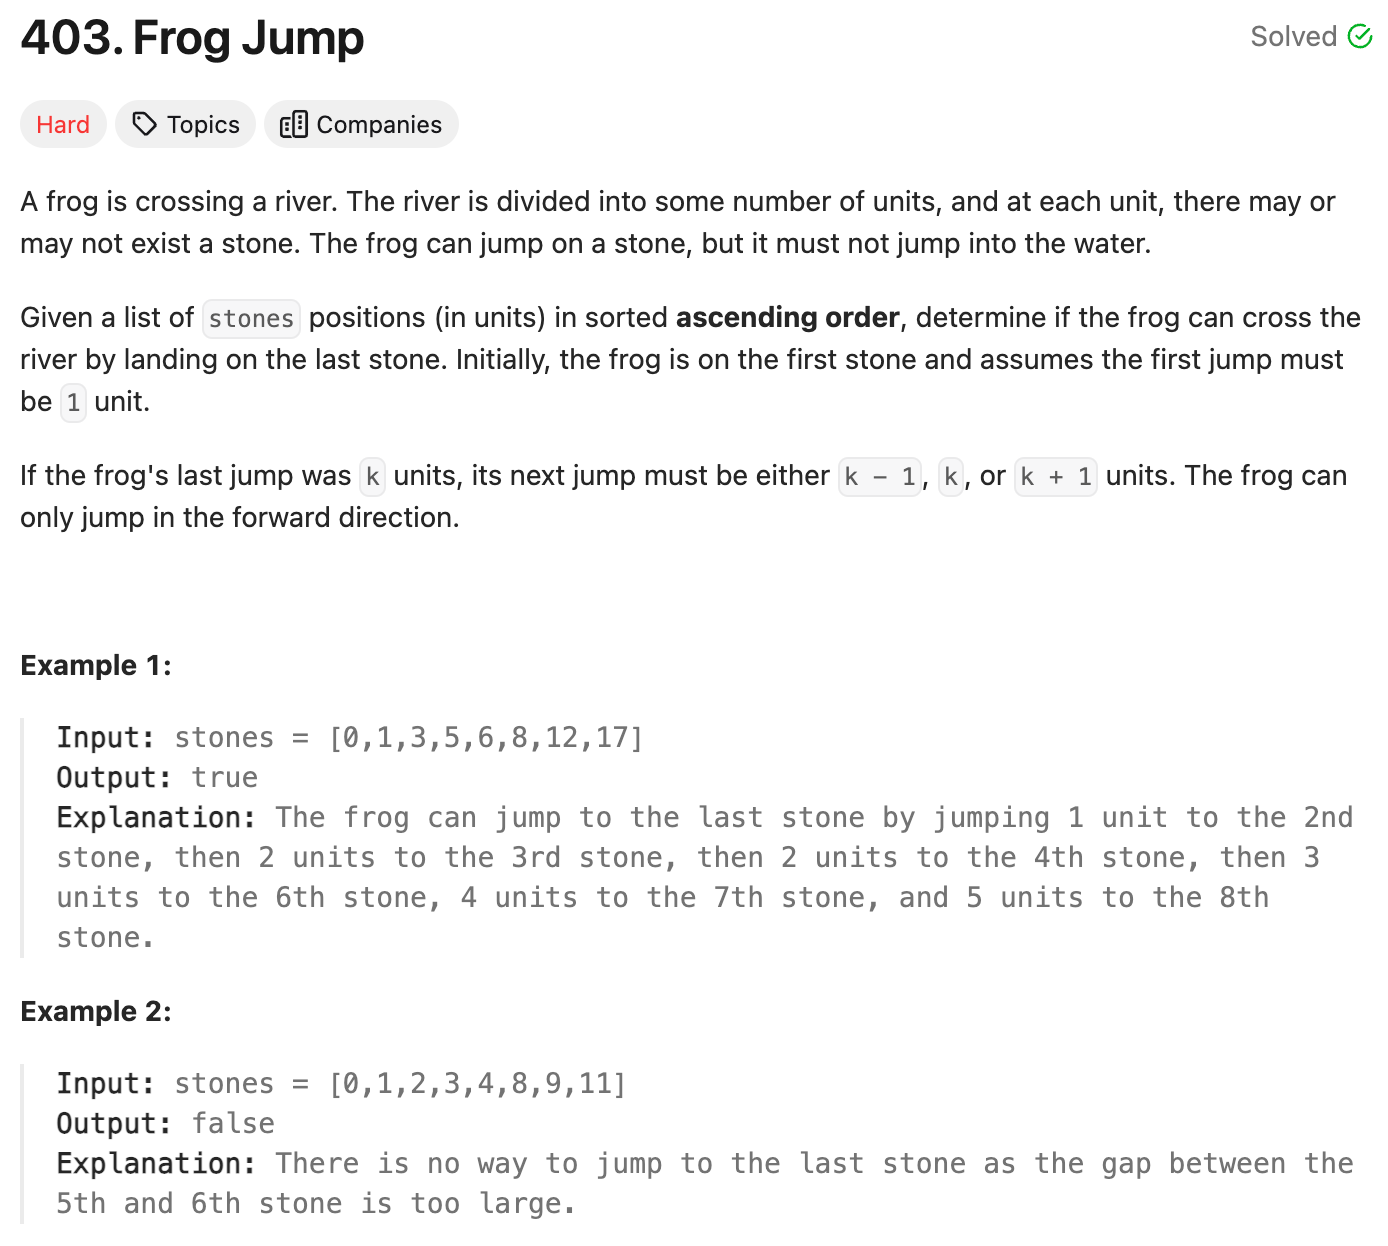 403. Frog Jump
Solved
Hard
Topics
Companies
A frog is crossing a river. The river is divided into some number of units, and at each unit, there may or
may not exist a stone. The frog can jump on a stone, but it must not jump into the water.
Given a list of stones positions (in units) in sorted ascending order, determine if the frog can cross the
river by landing on the last stone. Initially, the frog is on the first stone and assumes the first jump must
be 1 unit.
If the frog's last jump was k units, its next jump must be either k − 1, k, or k + 1 units. The frog can
only jump in the forward direction.
Example 1:
Input: stones = [0,1,3,5,6,8,12,17]
Output: true
Explanation: The frog can jump to the last stone by jumping 1 unit to the 2nd
stone, then 2 units to the 3rd stone, then 2 units to the 4th stone, then 3
units to the 6th stone, 4 units to the 7th stone, and 5 units to the 8th
stone.
Example 2:
Input: stones = [0,1,2,3,4,8,9,11]
Output: false
Explanation: There is no way to jump to the last stone as the gap between the
5th and 6th stone is too large.